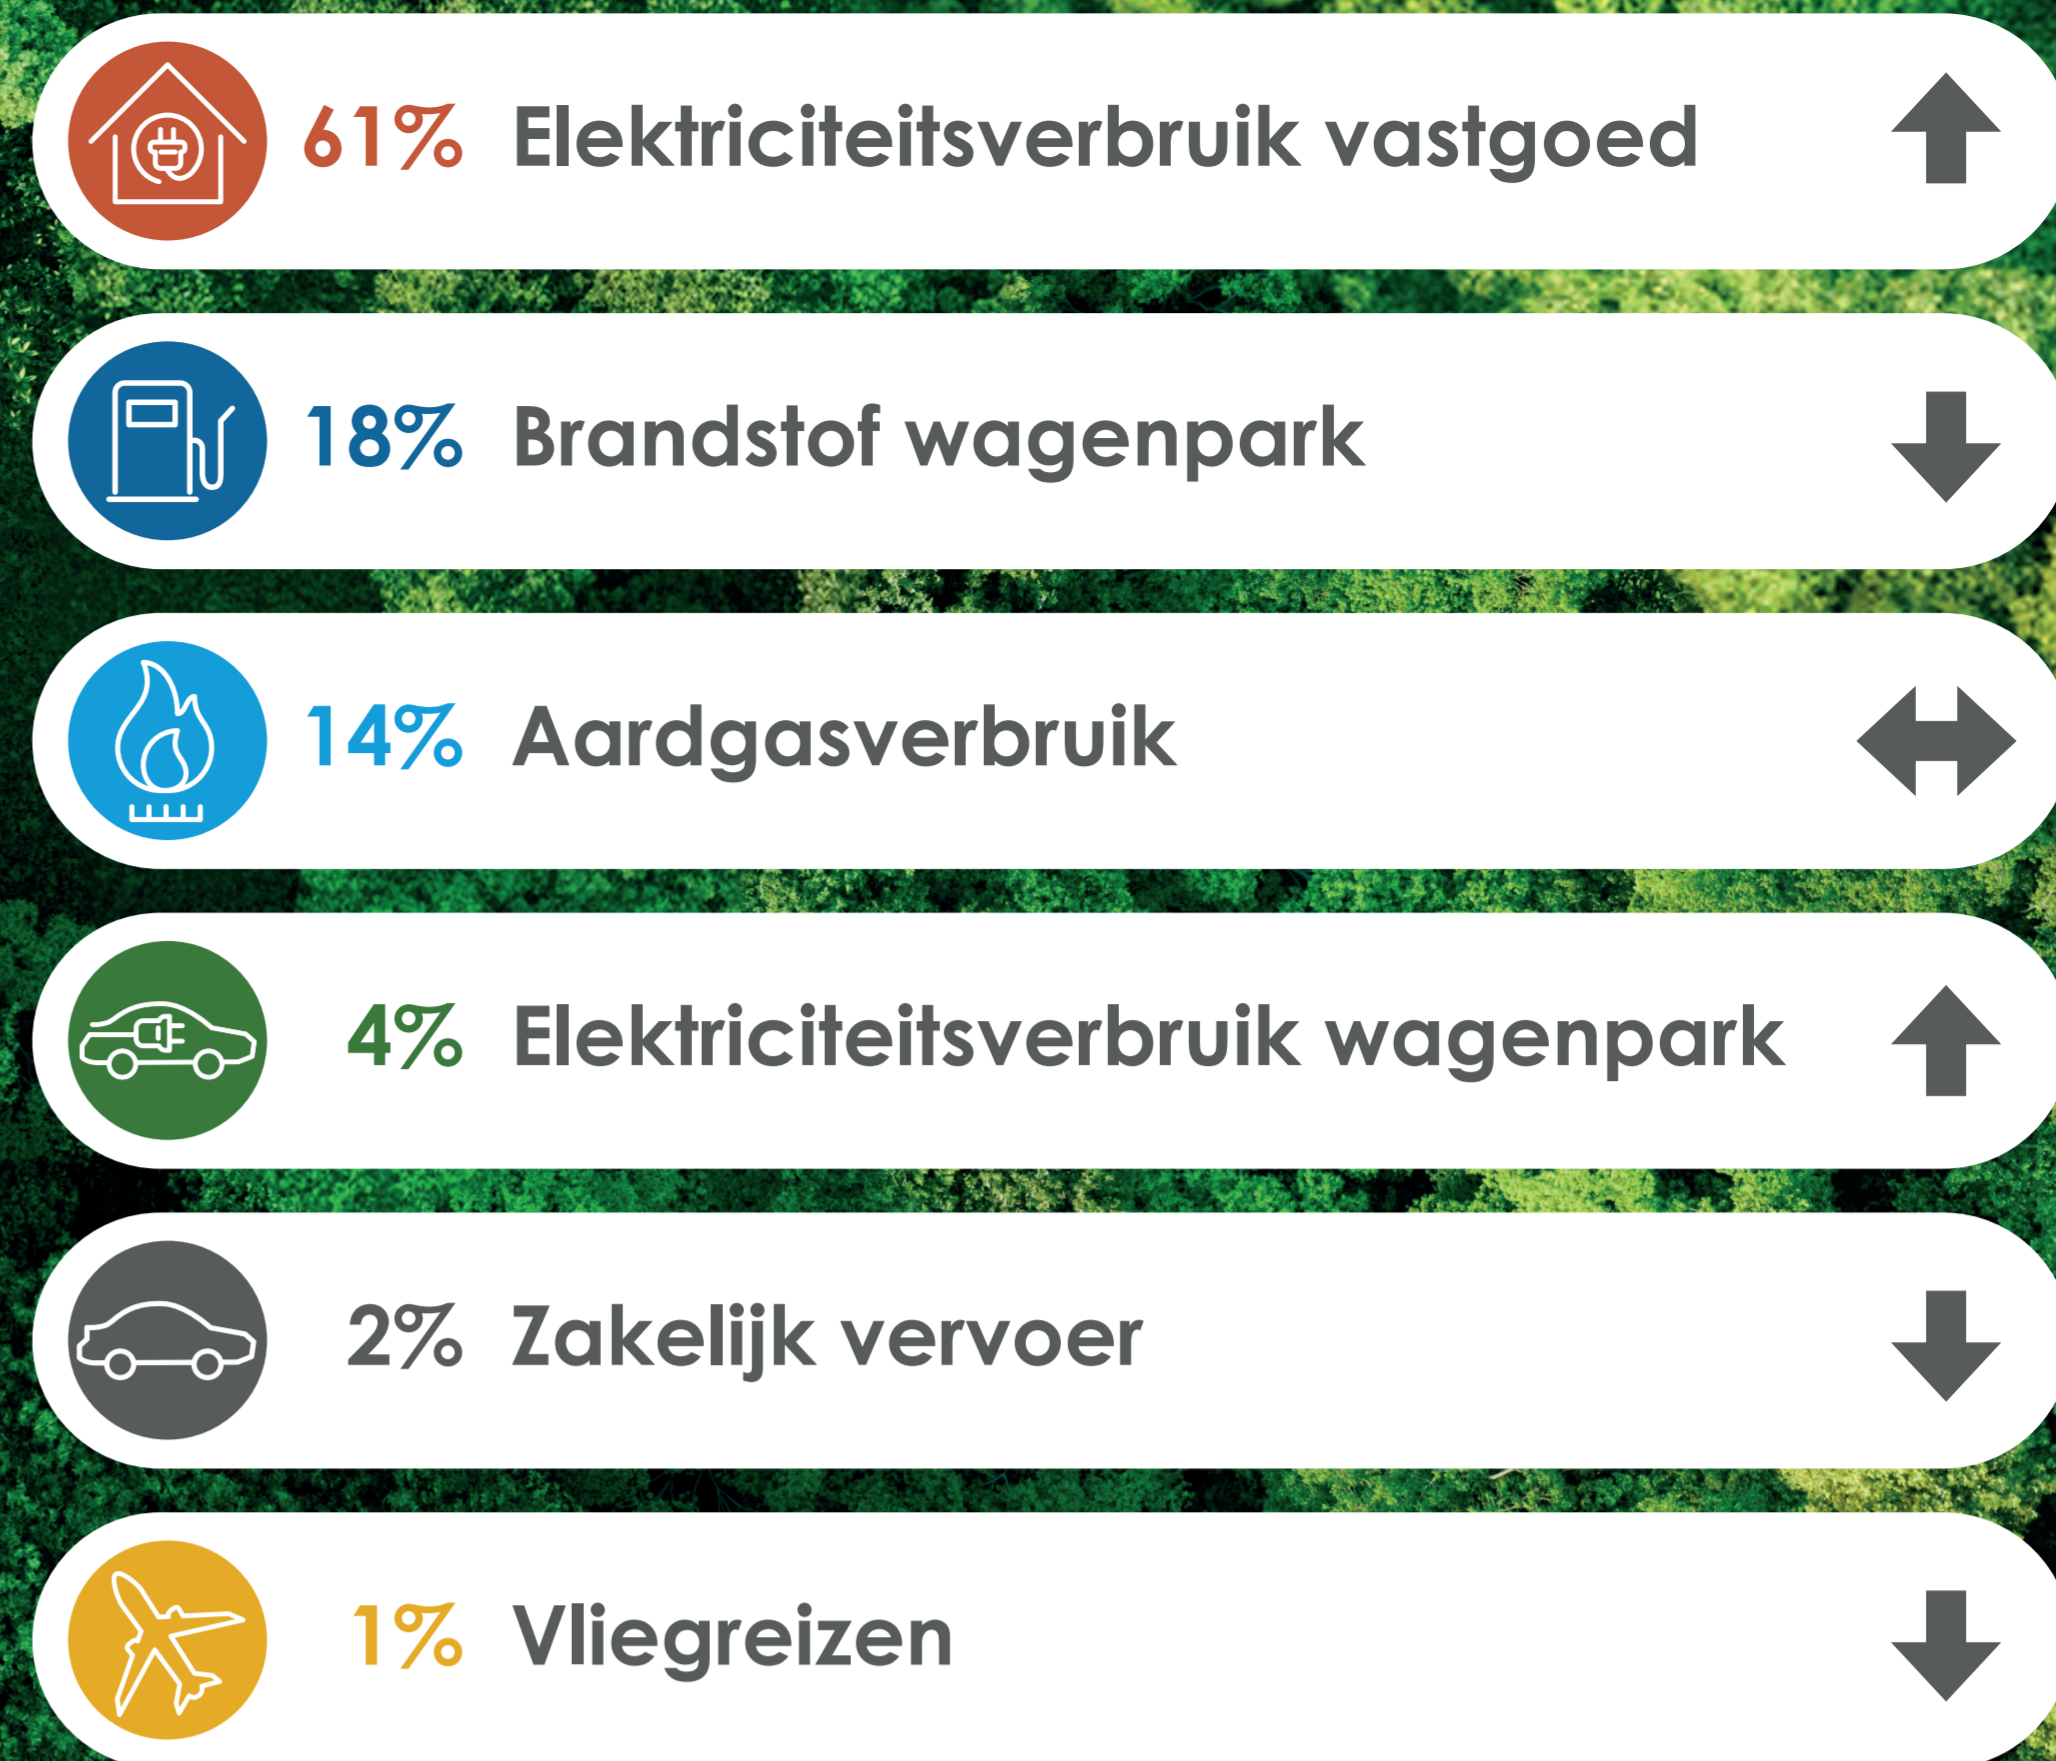 61% Elektriciteitsverbruik vastgoed
18% Brandstof wagenpark
14% Aardgasverbruik
4% Elektriciteitsverbruik wagenpark
2% Zakelijk vervoer
1% Vliegreizen